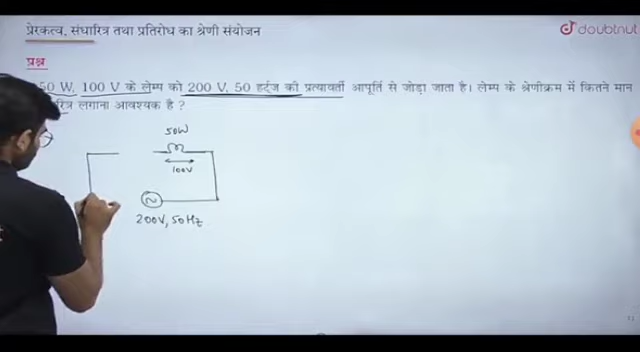 प्रेरकत्व, संधारित्र तथा प्रतिरोध का श्रेणी संयोजन
doubtnut
प्रश्न
50 W, 100 V के लेम्प को 200 V, 50 हर्ट्ज की प्रत्यावर्ती आपूर्ति से जोड़ा जाता है। लेम्प के श्रेणीक्रम में कितने मान
लगाना आवश्यक है ?
50W
100V
200V, 50Hz